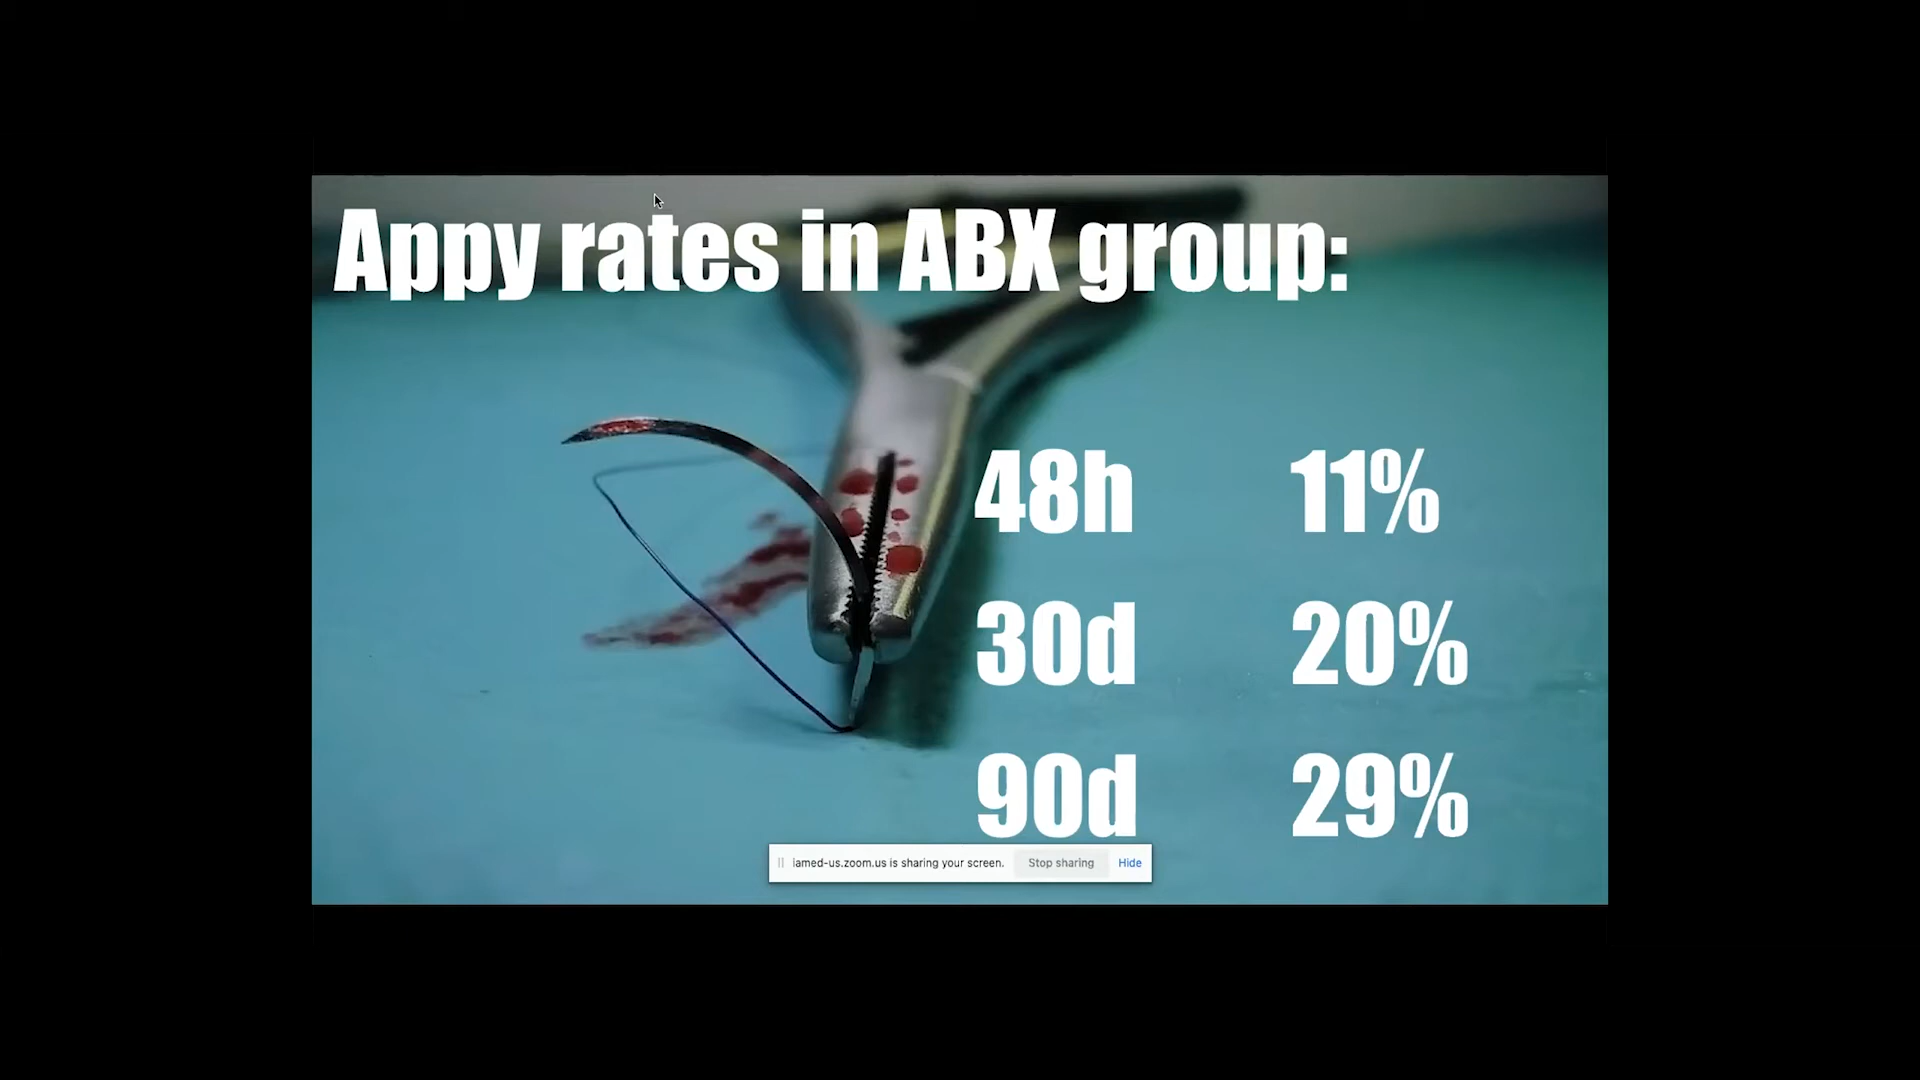 Appy rates in ABX group:
48h 11%
30d 20%
90d 29%
iamed-us.zoom.us is sharing your screen. Stop sharing Hide